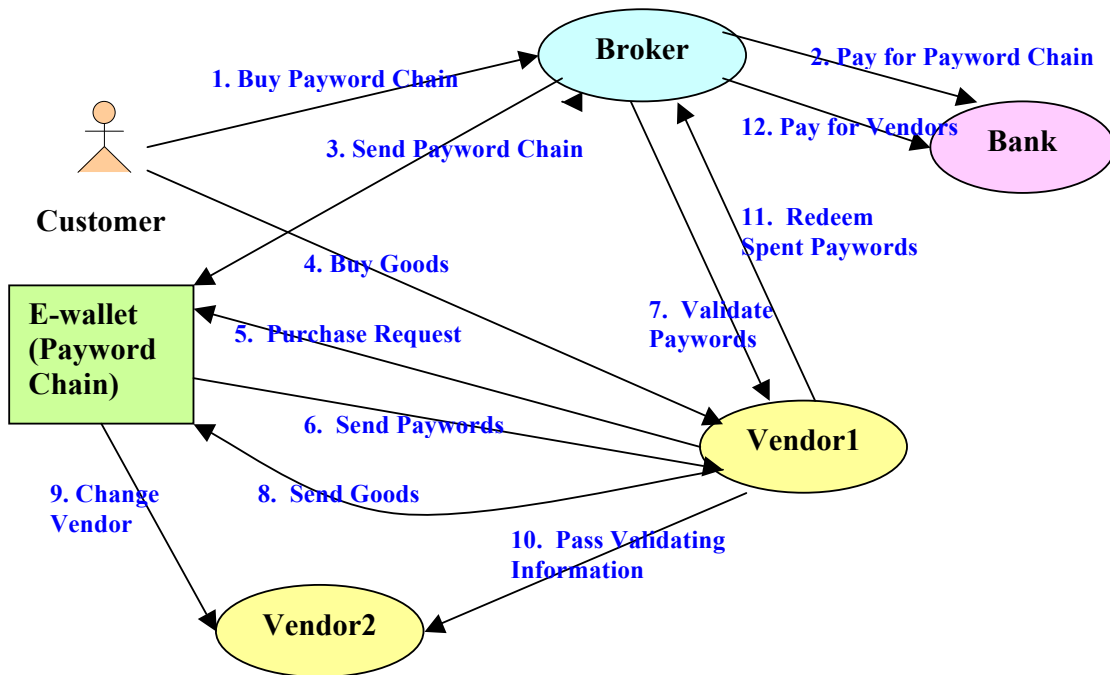 Broker
2. Pay for Payword Chain
1. Buy Payword Chain
12. Pay for Vendors
Bank
3. Send Payword Chain
Customer
11. Redeem
Spent Paywords
4. Buy Goods
E-wallet
(Payword
Chain)
5. Purchase Request
7. Validate
Paywords
6. Send Paywords
Vendor1
9. Change
Vendor
8. Send Goods
10. Pass Validating
Information
Vendor2